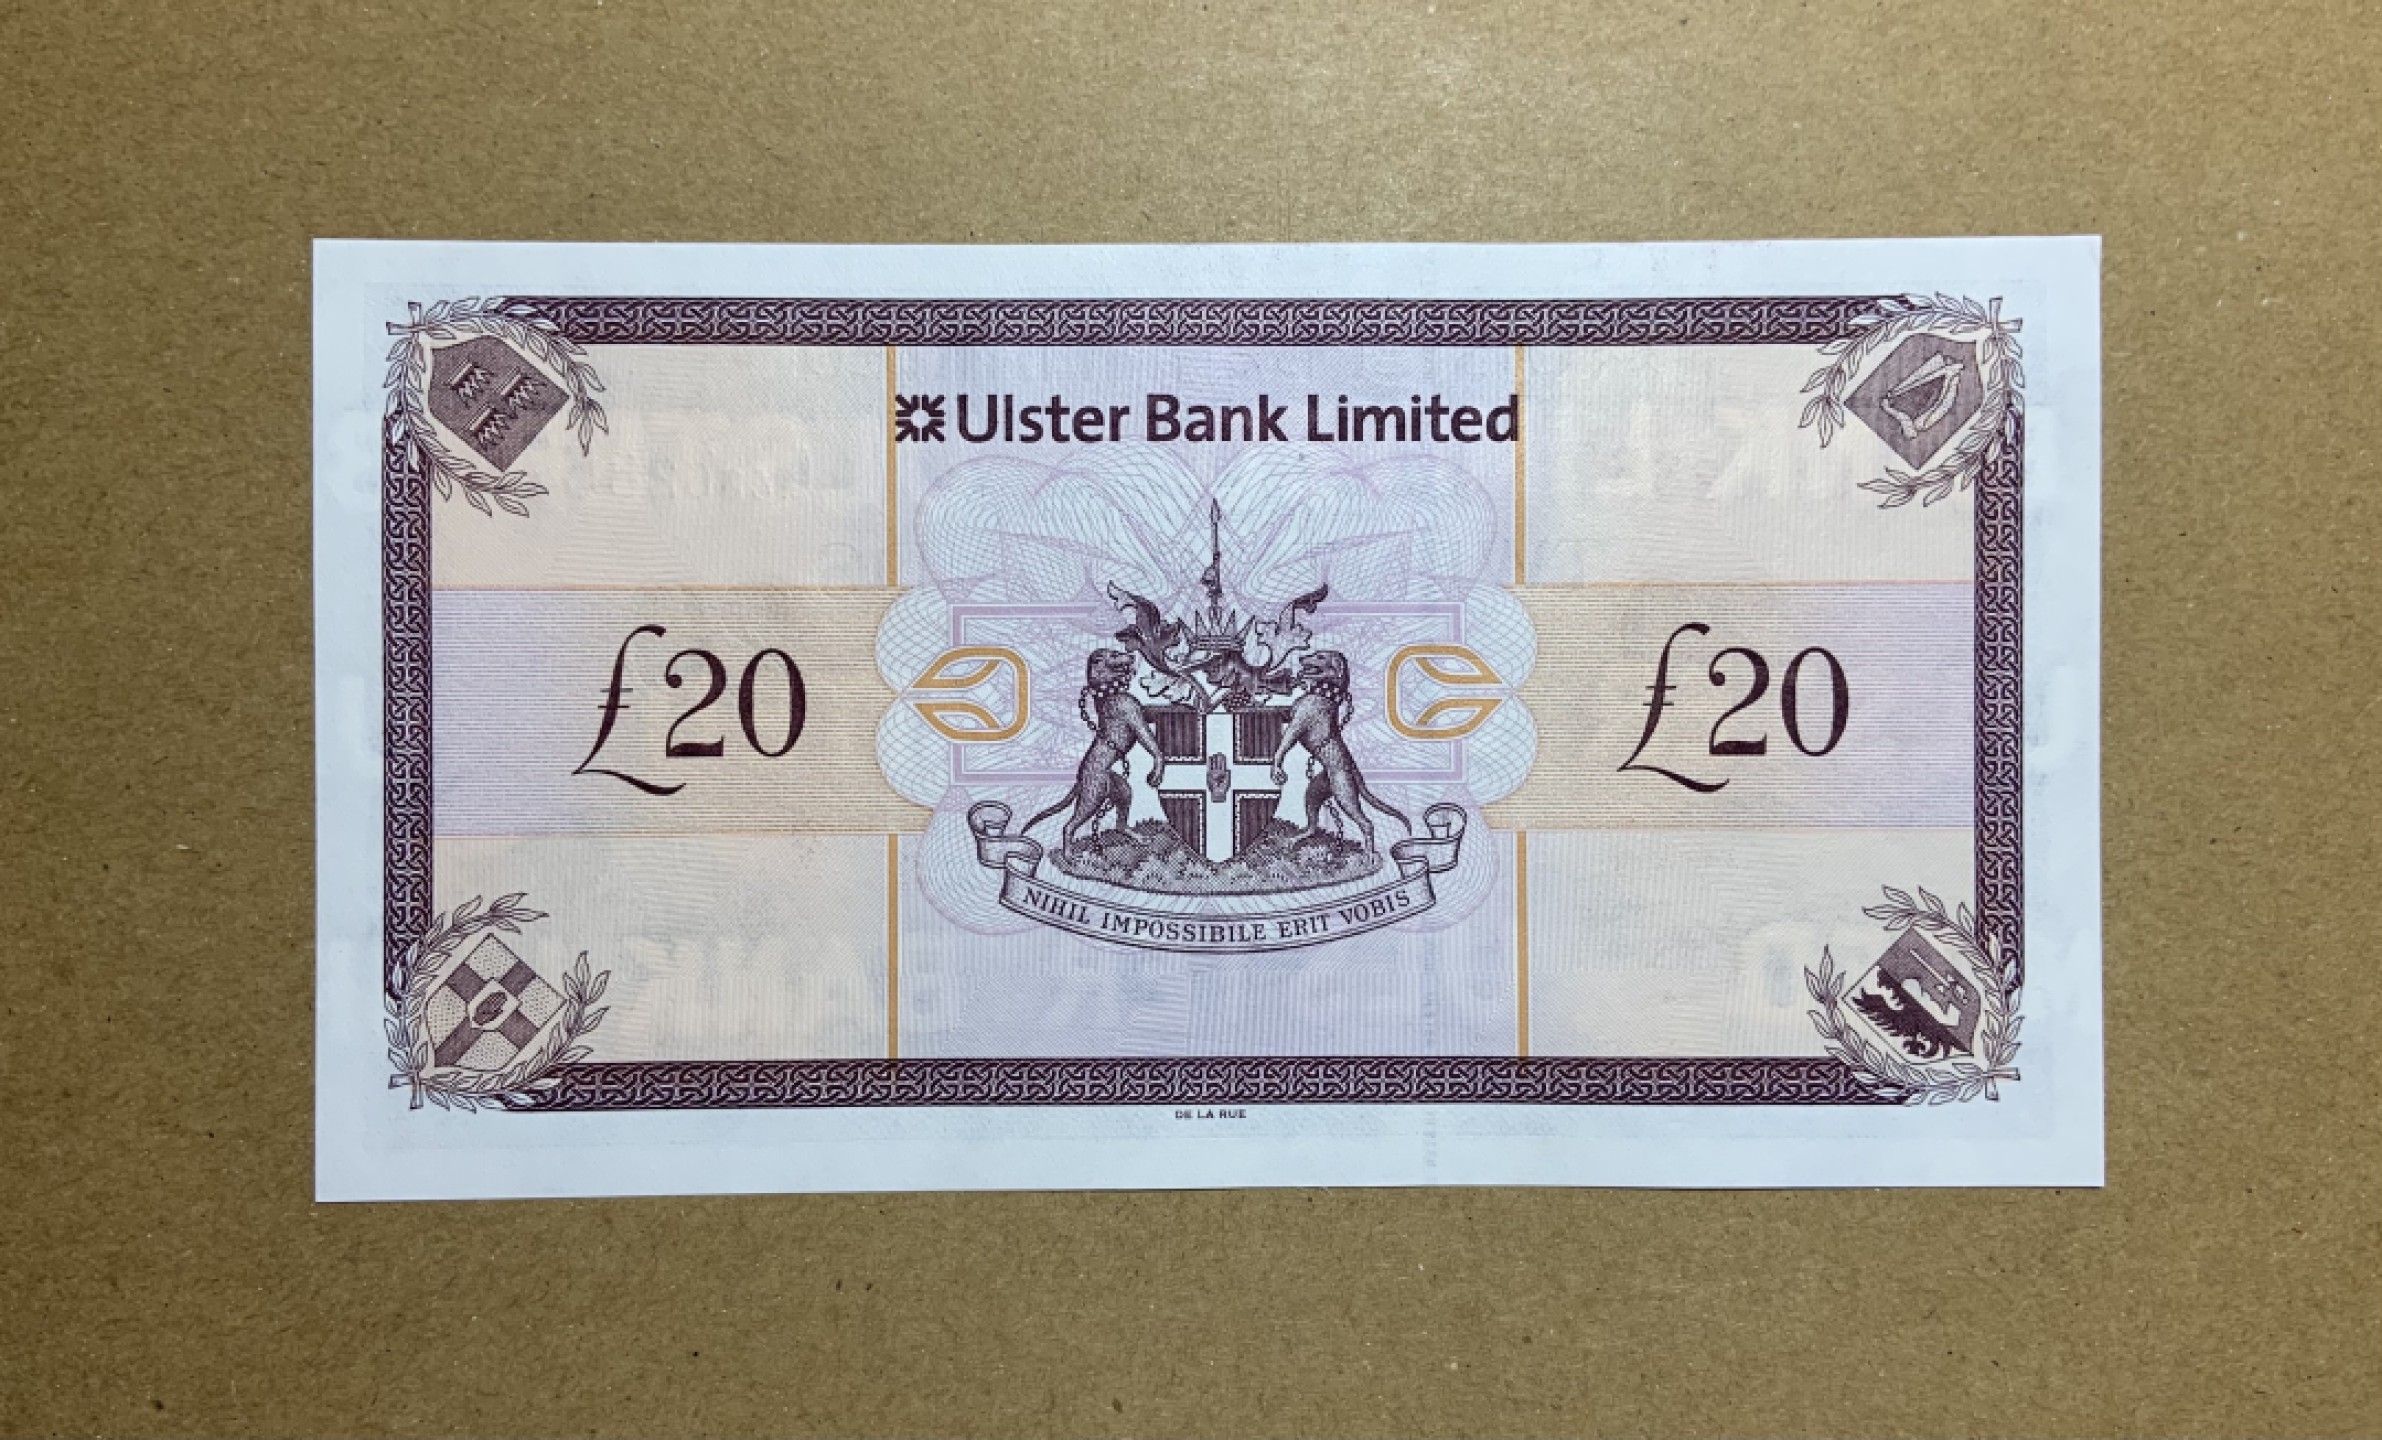 Ulster Bank Limited
£20
£20
NIHIL IMPOSSIBILE ERIT VOBIS
DE LA RUE